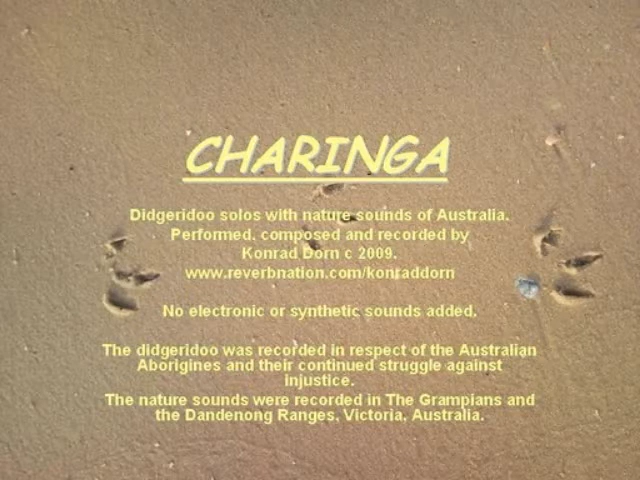 CHARINGA
Didgeridoo solos with nature sounds of Australia.
Performed, composed and recorded by
Konrad Dorn c 2009.
www.reverbnation.com/konraddorn
No electronic or synthetic sounds added.
The didgeridoo was recorded in respect of the Australian
Aborigines and their continued struggle against
injustice.
The nature sounds were recorded in The Grampians and
the Dandenong Ranges, Victoria, Australia.